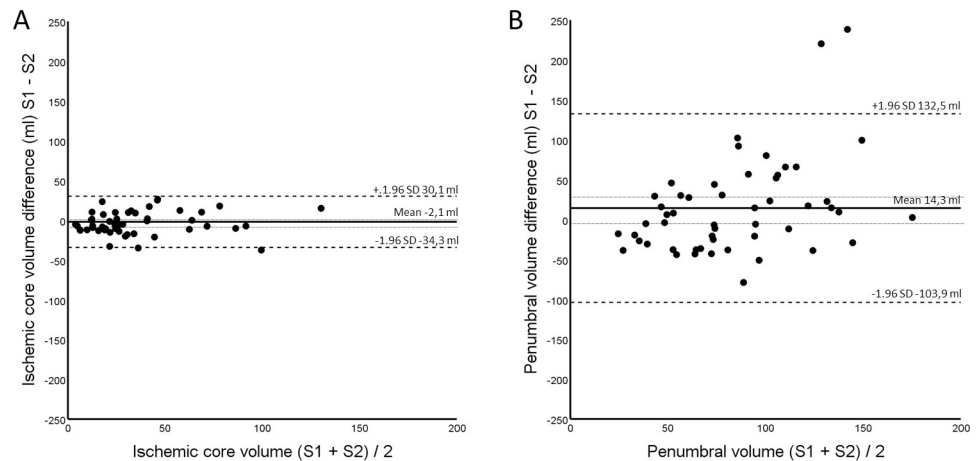 A
250
200
150
100
50
0
-50
-100
-150
-200
-250
Ischemic core volume difference (ml) S1 - S2
+.1.96 SD 30,1 ml
Mean -2,1 ml
-1.96 SD -34,3 ml
0 50 100 150 200
Ischemic core volume (S1 + S2) / 2
B
250
200
150
100
50
0
-50
-100
-150
-200
-250
Penumbral volume difference (ml) S1 - S2
+1.96 SD 132,5 ml
Mean 14,3 ml
-1.96 SD -103,9 ml
0 50 100 150 200
Penumbral volume (S1 + S2) / 2